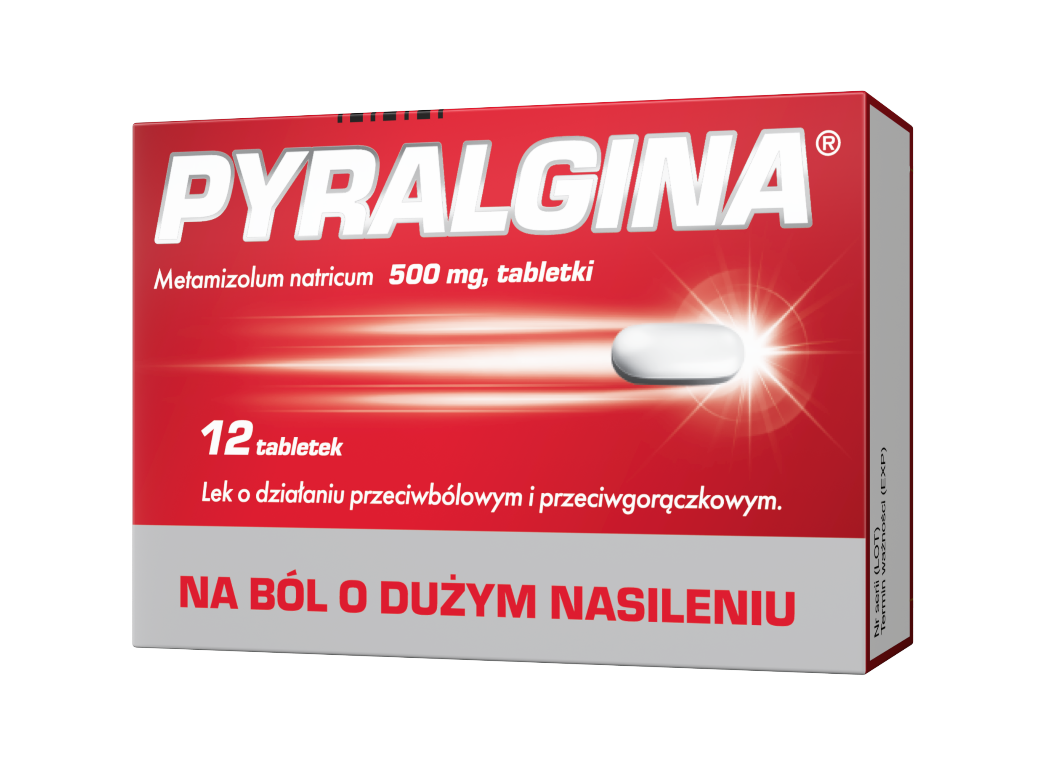 PYRALGINA®
Metamizolum natricum 500 mg, tabletki
12 tabletek
Lek o działaniu przeciwbólowym i przeciwgorączkowym.
NA BÓL O DUŻYM NASILENIU
Nr serii (LOT)
Termin ważności (EXP)